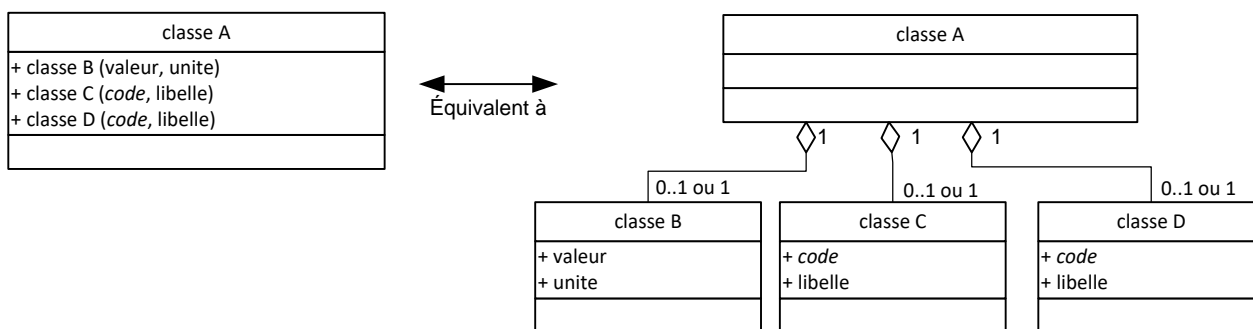 classe A
+ classe B (valeur, unite)
+ classe C (code, libelle)
+ classe D (code, libelle)
Équivalent à
classe A
1
1
1
0..1 ou 1
0..1 ou 1
0..1 ou 1
classe B
+ valeur
+ unite
classe C
+ code
+ libelle
classe D
+ code
+ libelle